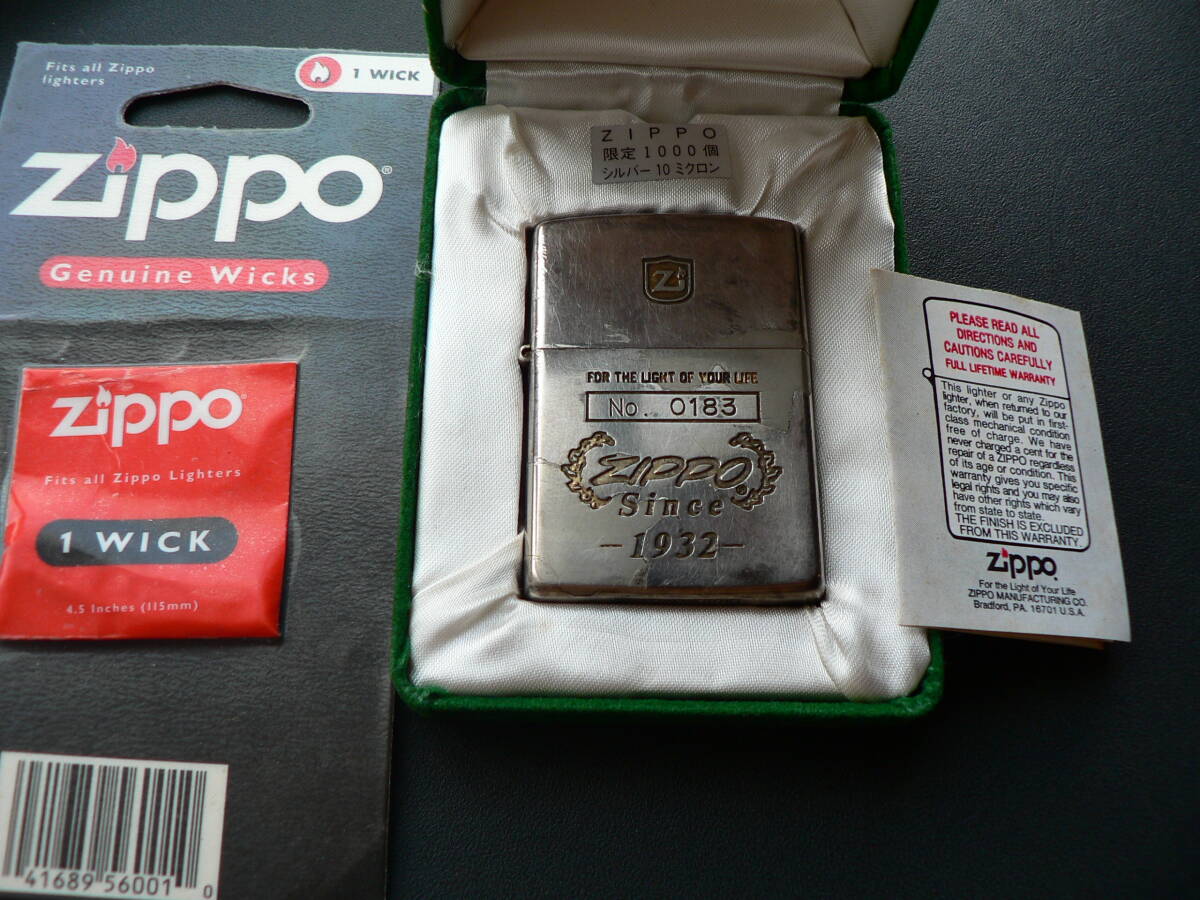 Fits all Zippo
lighters
1 WICK
zippo®
Genuine Wicks
zippo®
Fits all Zippo Lighters
1 WICK
4.5 Inches (115mm)
41689 56001 0
ZIPPO
限定1000個
シルバー10ミクロン
Zi
FOR THE LIGHT OF YOUR LIFE
No. 0183
ZIPPO
Since
-1932-
PLEASE READ ALL
DIRECTIONS AND
CAUTIONS CAREFULLY
FULL LIFETIME WARRANTY
This lighter or any Zippo
lighter, when returned to our
factory, will be put in first-
class mechanical condition
free of charge. We have
never charged a cent for the
repair of a ZIPPO regardless
of its age or condition. This
warranty gives you specific
legal rights and you may also
have other rights which vary
from state to state.
THE FINISH IS EXCLUDED
FROM THIS WARRANTY.
zippo®
For the Light of Your Life
ZIPPO MANUFACTURING CO.
Bradford, PA. 16701 U.S.A.